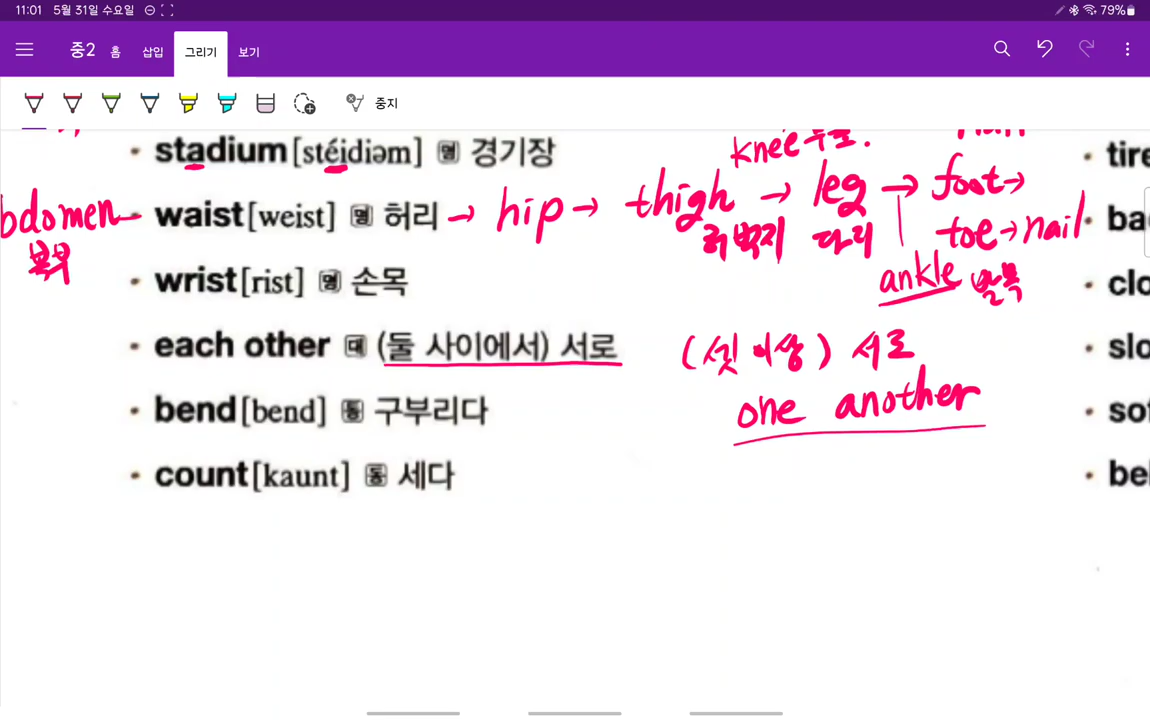 11:01 5월 31일 수요일 79%
중2 홈 삽입 그리기 보기
중지
knee 무릎.
• stadium[stéidiəm] 명 경기장
• tire
bdomen 복부
• waist[weist] 명 허리 → hip → thigh → leg → foot →
허벅지 다리 toe → nail
• ba
ankle 발목
• wrist[rist] 명 손목
• clo
• each other 대 (둘 사이에서) 서로 (셋 이상) 서로
• slo
one another
• bend[bend] 동 구부리다
• so
• count[kaunt] 동 세다
• be